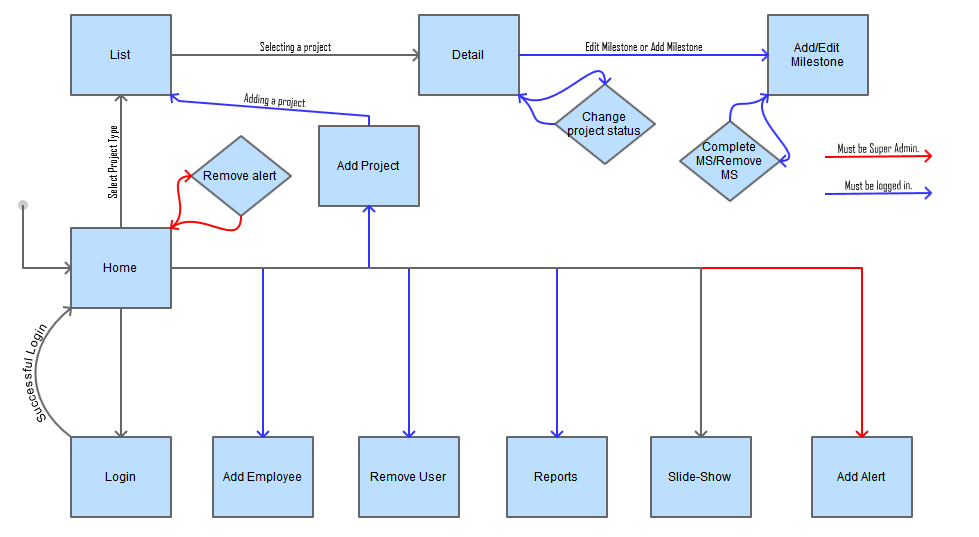 List
Selecting a project
Detail
Edit Milestone or Add Milestone
Add/Edit
Milestone
Adding a project
Change
project status
Select Project Type
Add Project
Remove alert
Complete
MS/Remove
MS
Must be Super Admin.
Must be logged in.
Home
Successful Login
Login
Add Employee
Remove User
Reports
Slide-Show
Add Alert